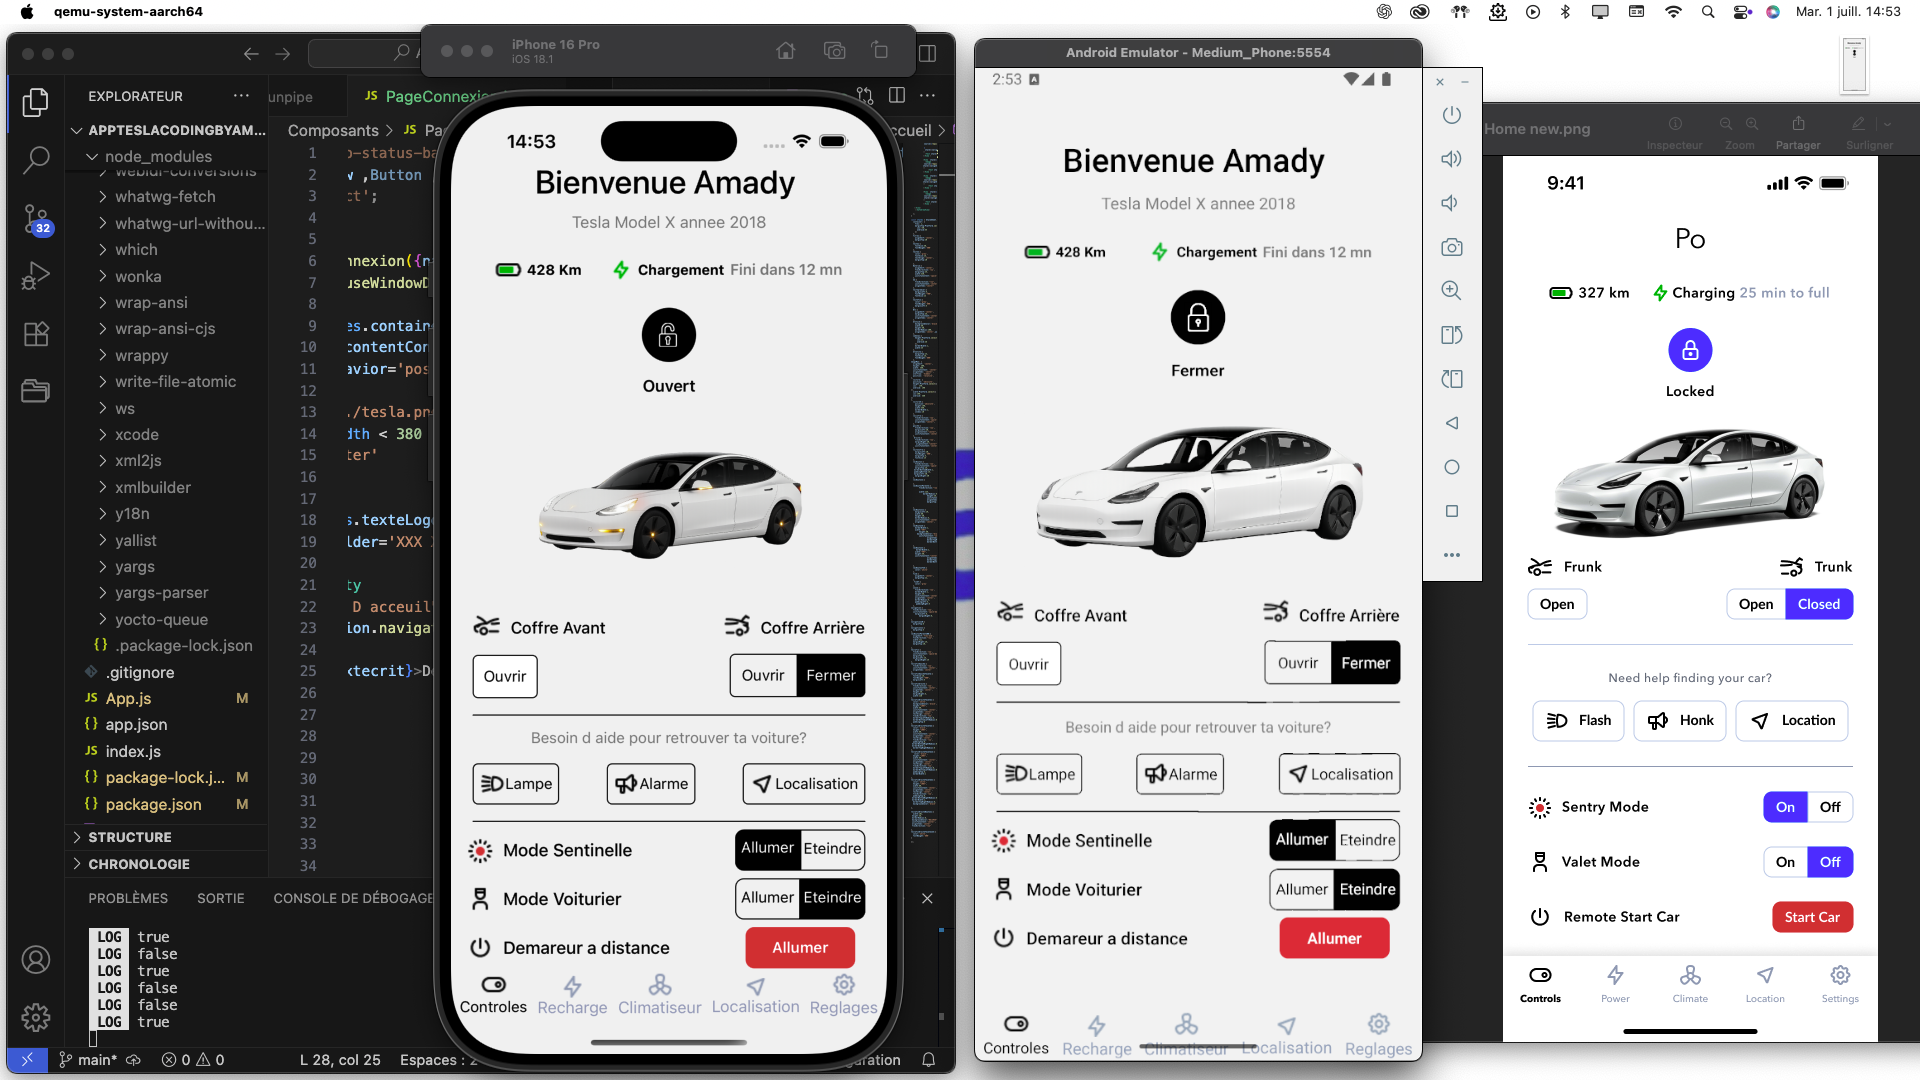 qemu-system-aarch64
Mar. 1 juill. 14:53
EXPLORATEUR
APPTESLACODINGBYAM...
node_modules
webidl-conversions
whatwg-fetch
whatwg-url-withou...
which
wonka
wrap-ansi
wrap-ansi-cjs
wrappy
write-file-atomic
ws
xcode
xml2js
xmlbuilder
y18n
yallist
yargs
yargs-parser
yocto-queue
{} .package-lock.json
.gitignore
JS App.js M
{} app.json
JS index.js
{} package-lock.j... M
{} package.json M
STRUCTURE
CHRONOLOGIE
32
unpipe
JS PageConnexio
Composants > JS Pa
ccueil >
1 o-status-ba
2 w ,Button
3 ct';
4
5
6 nnexion({n
7 useWindowD
8
9 es.contain
10 contentCon
11 avior='pos
12
13 ./tesla.pn
14 dth < 380
15 ter'
16
17
18 s.texteLog
19 lder='XXX
20
21 ty
22 D acceuil
23 ion.navigat
24
25 xtecrit}>De
26
27
28
29
30
31
32
33
34
PROBLÈMES SORTIE CONSOLE DE DÉBOGAGE
LOG true
LOG false
LOG true
LOG false
LOG false
LOG true
main* 0 0 L 28, col 25 Espaces : 2
iPhone 16 Pro
iOS 18.1
14:53
Bienvenue Amady
Tesla Model X annee 2018
428 Km Chargement Fini dans 12 mn
Ouvert
Coffre Avant Coffre Arrière
Ouvrir Ouvrir Fermer
Besoin d aide pour retrouver ta voiture?
Lampe Alarme Localisation
Mode Sentinelle Allumer Eteindre
Mode Voiturier Allumer Eteindre
Demareur a distance Allumer
Controles Recharge Climatiseur Localisation Reglages
Android Emulator - Medium_Phone:5554
2:53
Bienvenue Amady
Tesla Model X annee 2018
428 Km Chargement Fini dans 12 mn
Fermer
Coffre Avant Coffre Arrière
Ouvrir Ouvrir Fermer
Besoin d aide pour retrouver ta voiture?
Lampe Alarme Localisation
Mode Sentinelle Allumer Eteindre
Mode Voiturier Allumer Eteindre
Demareur a distance Allumer
Controles Recharge Climatiseur Localisation Reglages
Home new.png
Inspecteur Zoom Partager Surligner
9:41
Po
327 km Charging 25 min to full
Locked
Frunk Trunk
Open Open Closed
Need help finding your car?
Flash Honk Location
Sentry Mode On Off
Valet Mode On Off
Remote Start Car Start Car
Controls Power Climate Location Settings